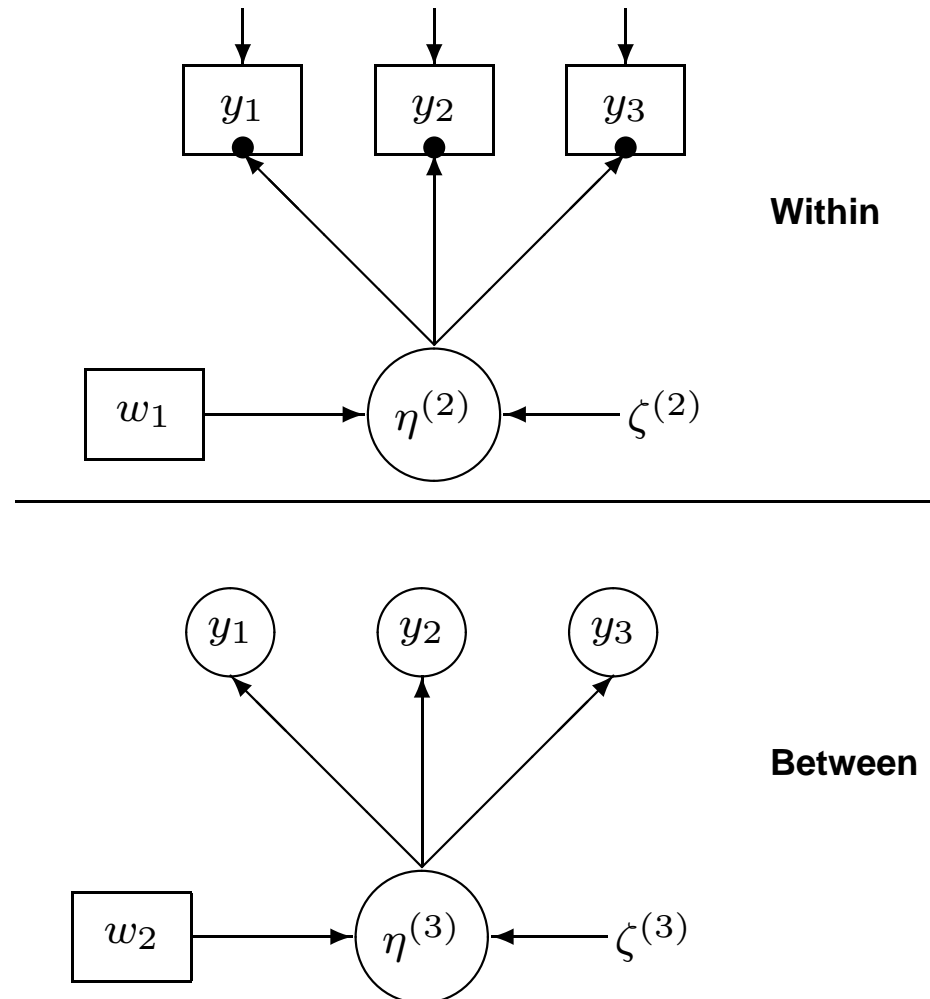 y₁ y₂ y₃
Within
w₁ η⁽²⁾ ζ⁽²⁾
y₁ y₂ y₃
Between
w₂ η⁽³⁾ ζ⁽³⁾